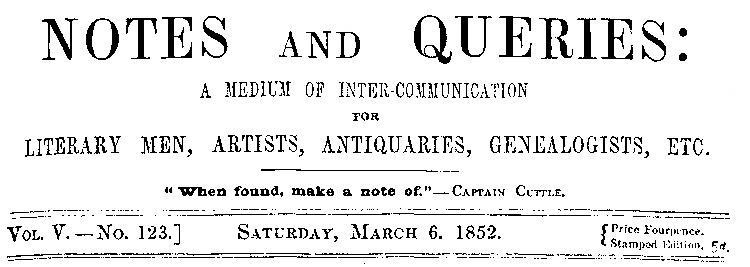 NOTES AND QUERIES:
A MEDIUM OF INTER-COMMUNICATION
FOR
LITERARY MEN, ARTISTS, ANTIQUARIES, GENEALOGISTS, ETC.
"When found, make a note of."—CAPTAIN CUTTLE.
VOL. V.—No. 123.] SATURDAY, MARCH 6. 1852. { Price Fourpence.
Stamped Edition, 5d.